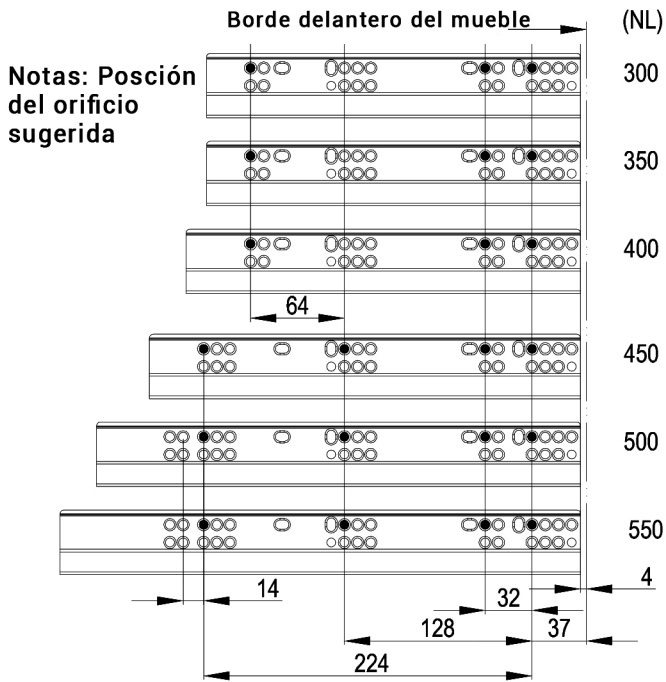 Borde delantero del mueble
(NL)
Notas: Posción
del orificio
sugerida
300
350
400
64
450
500
550
4
14
32
128
37
224